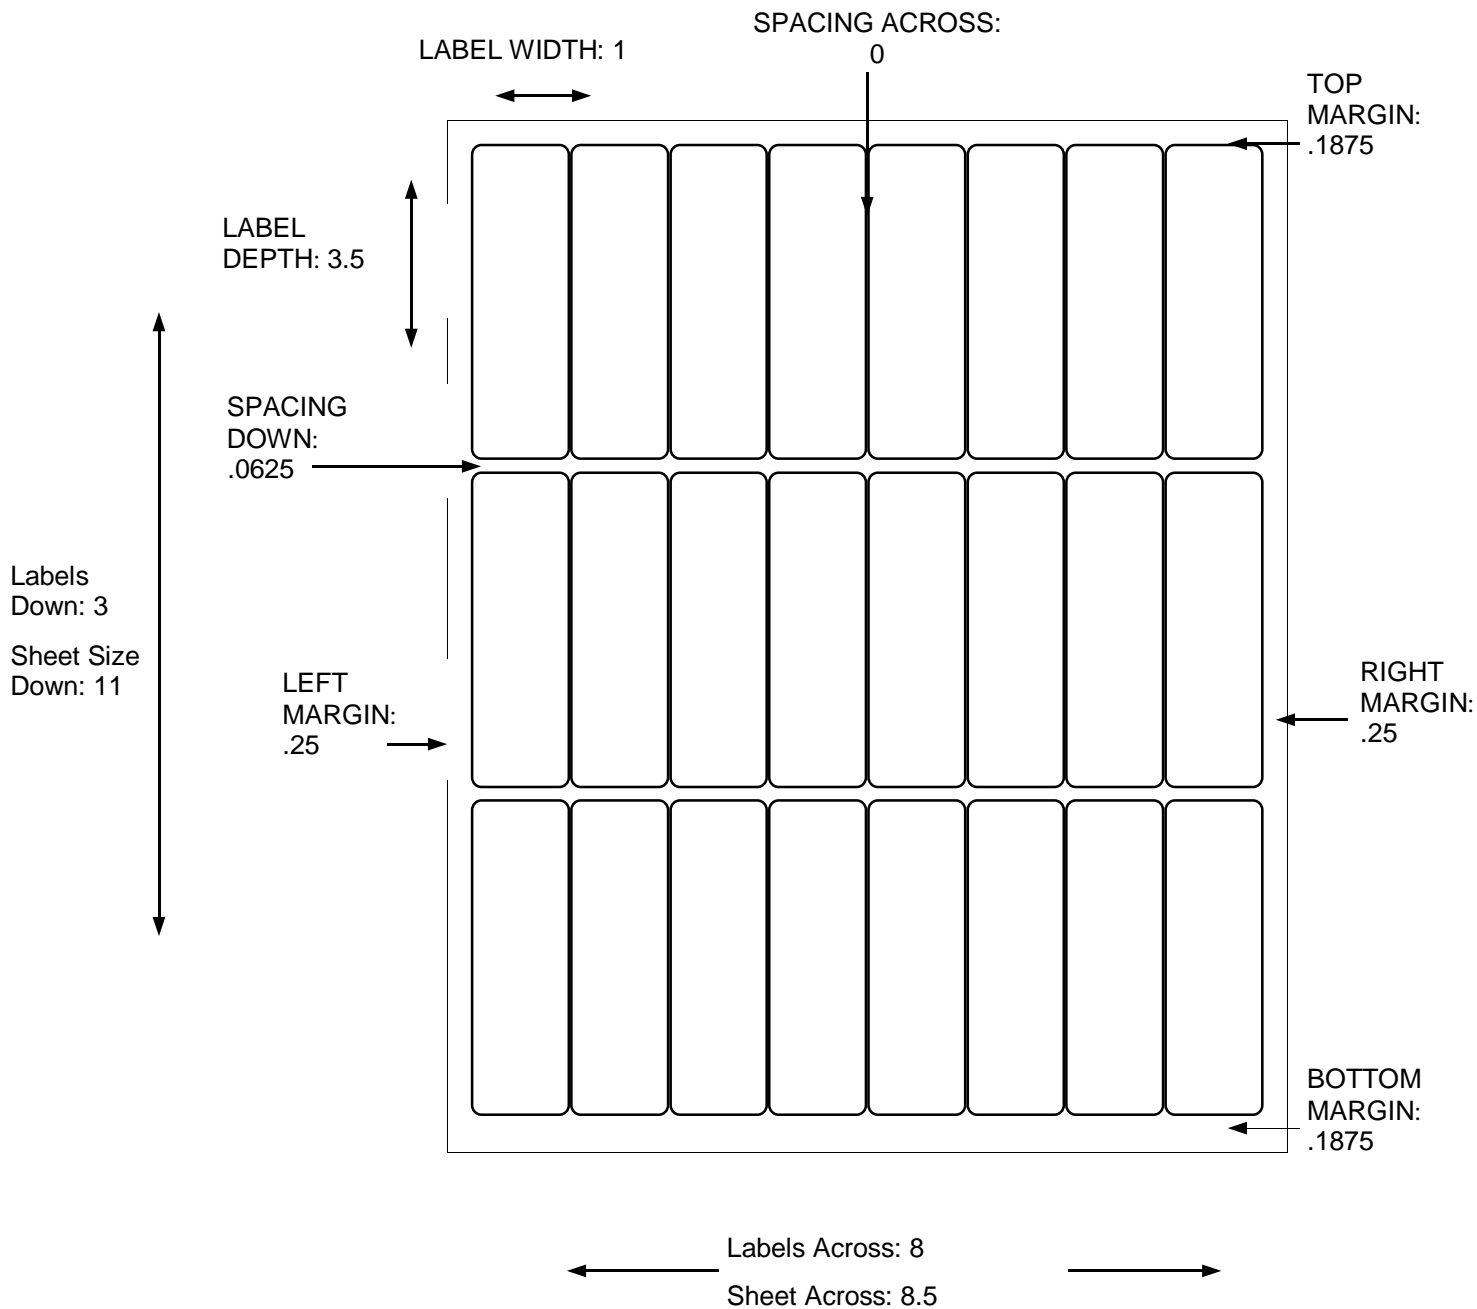 SPACING ACROSS:
0
LABEL WIDTH: 1
TOP
MARGIN:
.1875
LABEL
DEPTH: 3.5
SPACING
DOWN:
.0625
Labels
Down: 3
Sheet Size
Down: 11
LEFT
MARGIN:
.25
RIGHT
MARGIN:
.25
BOTTOM
MARGIN:
.1875
Labels Across: 8
Sheet Across: 8.5